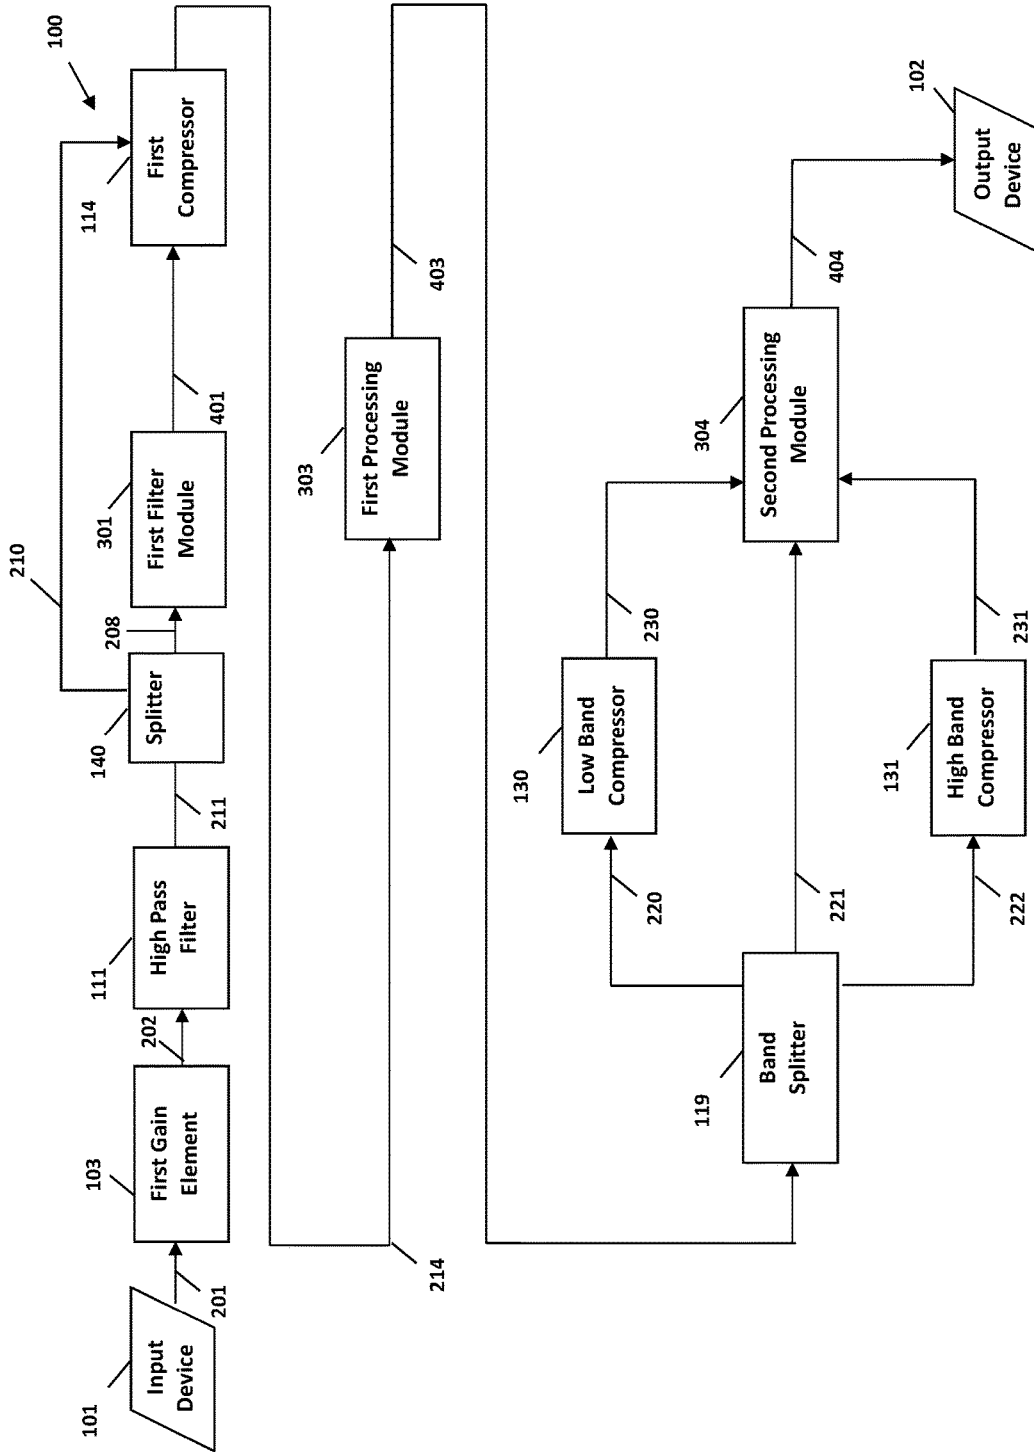 100
101
Input
Device
201
103
First Gain
Element
202
111
High Pass
Filter
211
140
Splitter
210
208
301
First Filter
Module
401
114
First
Compressor
214
303
First Processing
Module
403
119
Band
Splitter
220
221
222
130
Low Band
Compressor
230
131
High Band
Compressor
231
304
Second Processing
Module
404
102
Output
Device